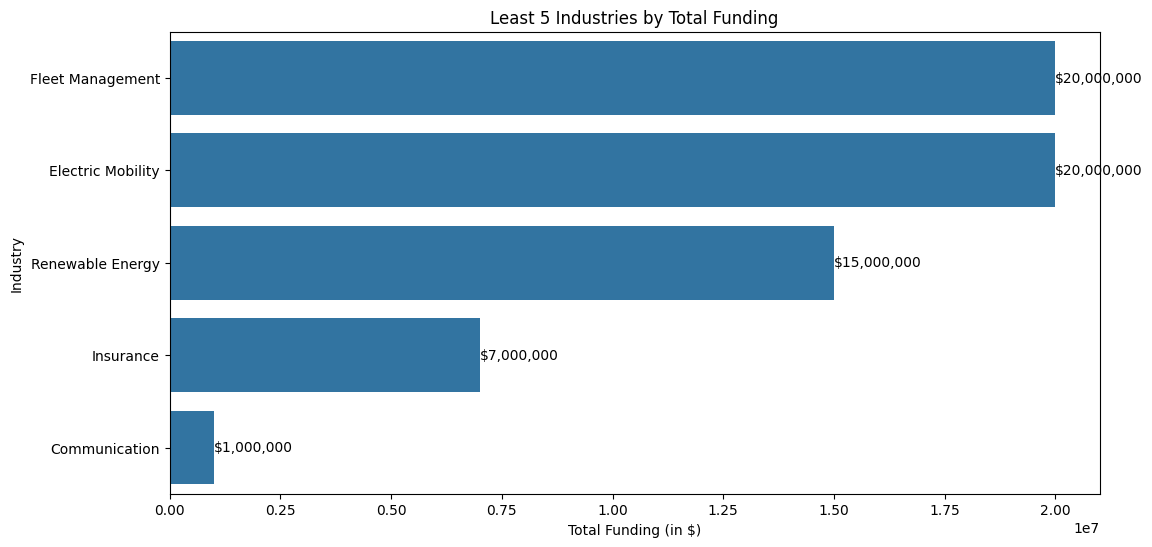 Least 5 Industries by Total Funding
Industry
Fleet Management
$20,000,000
Electric Mobility
$20,000,000
Renewable Energy
$15,000,000
Insurance
$7,000,000
Communication
$1,000,000
0.00 0.25 0.50 0.75 1.00 1.25 1.50 1.75 2.00
1e7
Total Funding (in $)